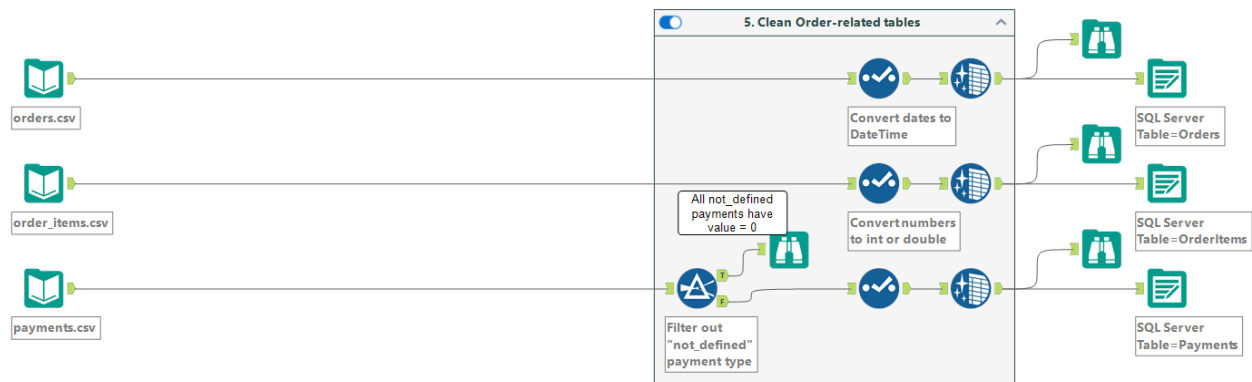 5. Clean Order-related tables
orders.csv
Convert dates to
DateTime
SQL Server
Table=Orders
order_items.csv
All not_defined
payments have
value = 0
Convert numbers
to int or double
SQL Server
Table=OrderItems
T
F
payments.csv
Filter out
"not_defined"
payment type
SQL Server
Table=Payments